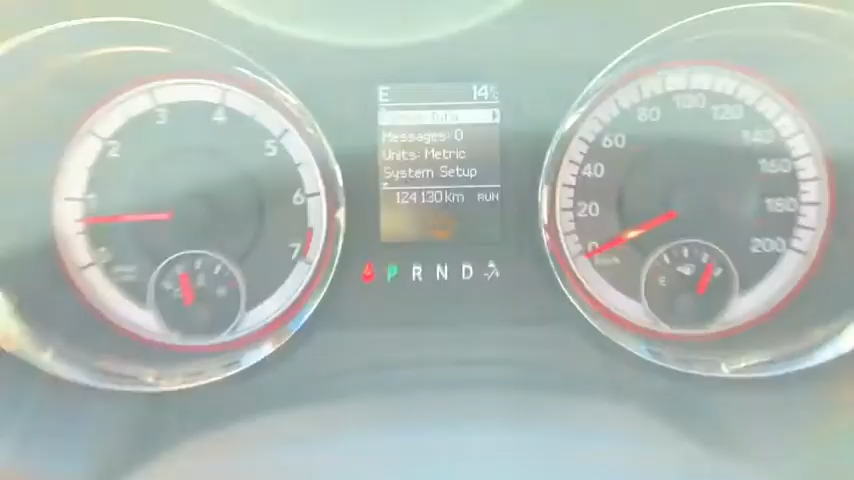 E 14
Messages: 0
Units: Metric
System Setup
124130 km RUN
P R N D
1 2 3 4 5 6 7
0 20 40 60 80 100 120 140 160 180 200
E